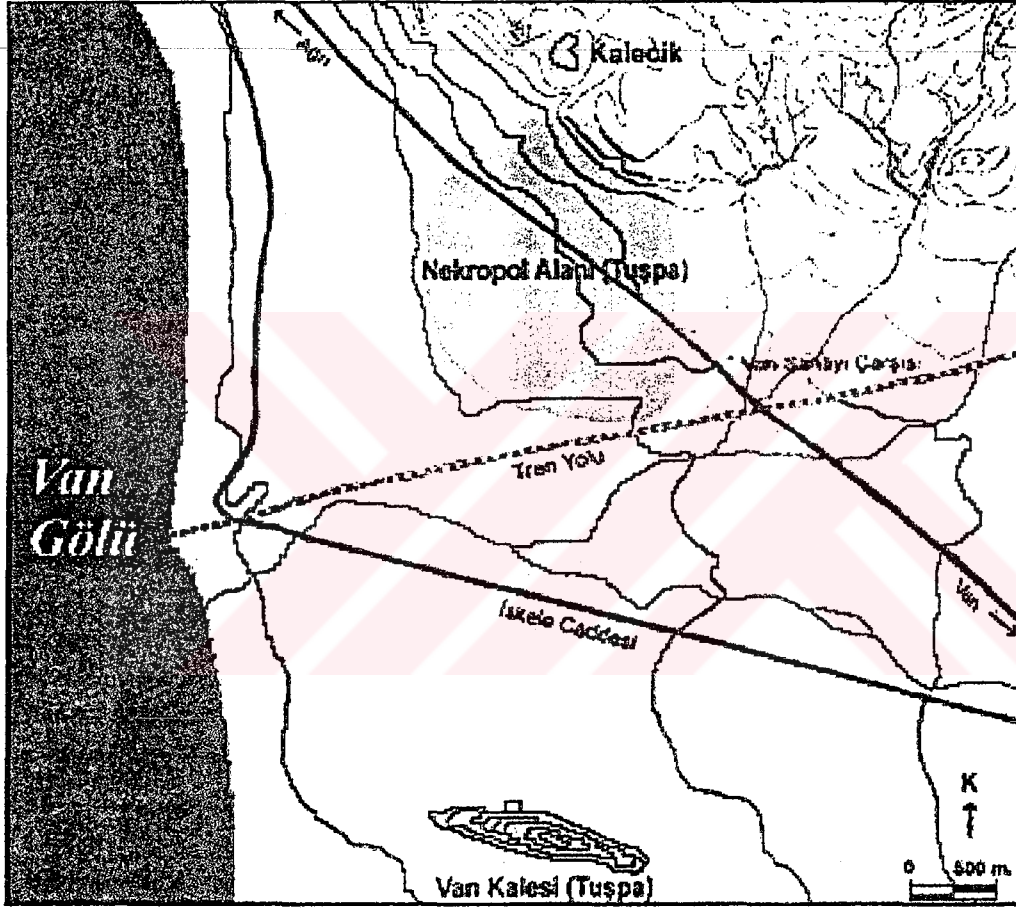 Ağrı
Kalecik
Nekropol Alanı (Tuşpa)
Van Sanayi Çarşısı
Tren Yolu
Van
Gölü
İskele Caddesi
Van
K
0 500 m.
Van Kalesi (Tuşpa)